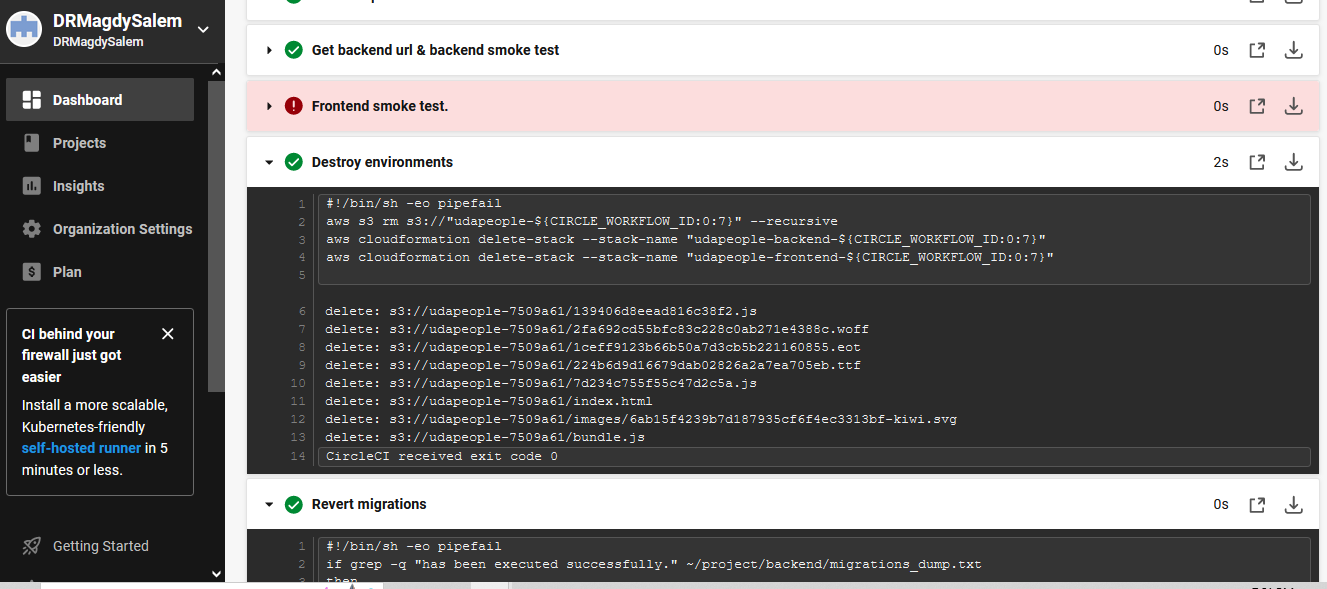 DRMagdySalem
DRMagdySalem
Dashboard
Projects
Insights
Organization Settings
Plan
CI behind your
firewall just got
easier
Install a more scalable,
Kubernetes-friendly
self-hosted runner in 5
minutes or less.
Getting Started
Get backend url & backend smoke test 0s
Frontend smoke test. 0s
Destroy environments 2s
1 #!/bin/sh -eo pipefail
2 aws s3 rm s3://"udapeople-${CIRCLE_WORKFLOW_ID:0:7}" --recursive
3 aws cloudformation delete-stack --stack-name "udapeople-backend-${CIRCLE_WORKFLOW_ID:0:7}"
4 aws cloudformation delete-stack --stack-name "udapeople-frontend-${CIRCLE_WORKFLOW_ID:0:7}"
5
6 delete: s3://udapeople-7509a61/139406d8eead816c38f2.js
7 delete: s3://udapeople-7509a61/2fa692cd55bfc83c228c0ab271e4388c.woff
8 delete: s3://udapeople-7509a61/1ceff9123b66b50a7d3cb5b221160855.eot
9 delete: s3://udapeople-7509a61/224b6d9d16679dab02826a2a7ea705eb.ttf
10 delete: s3://udapeople-7509a61/7d234c755f55c47d2c5a.js
11 delete: s3://udapeople-7509a61/index.html
12 delete: s3://udapeople-7509a61/images/6ab15f4239b7d187935cf6f4ec3313bf-kiwi.svg
13 delete: s3://udapeople-7509a61/bundle.js
14 CircleCI received exit code 0
Revert migrations 0s
1 #!/bin/sh -eo pipefail
2 if grep -q "has been executed successfully." ~/project/backend/migrations_dump.txt
3 then